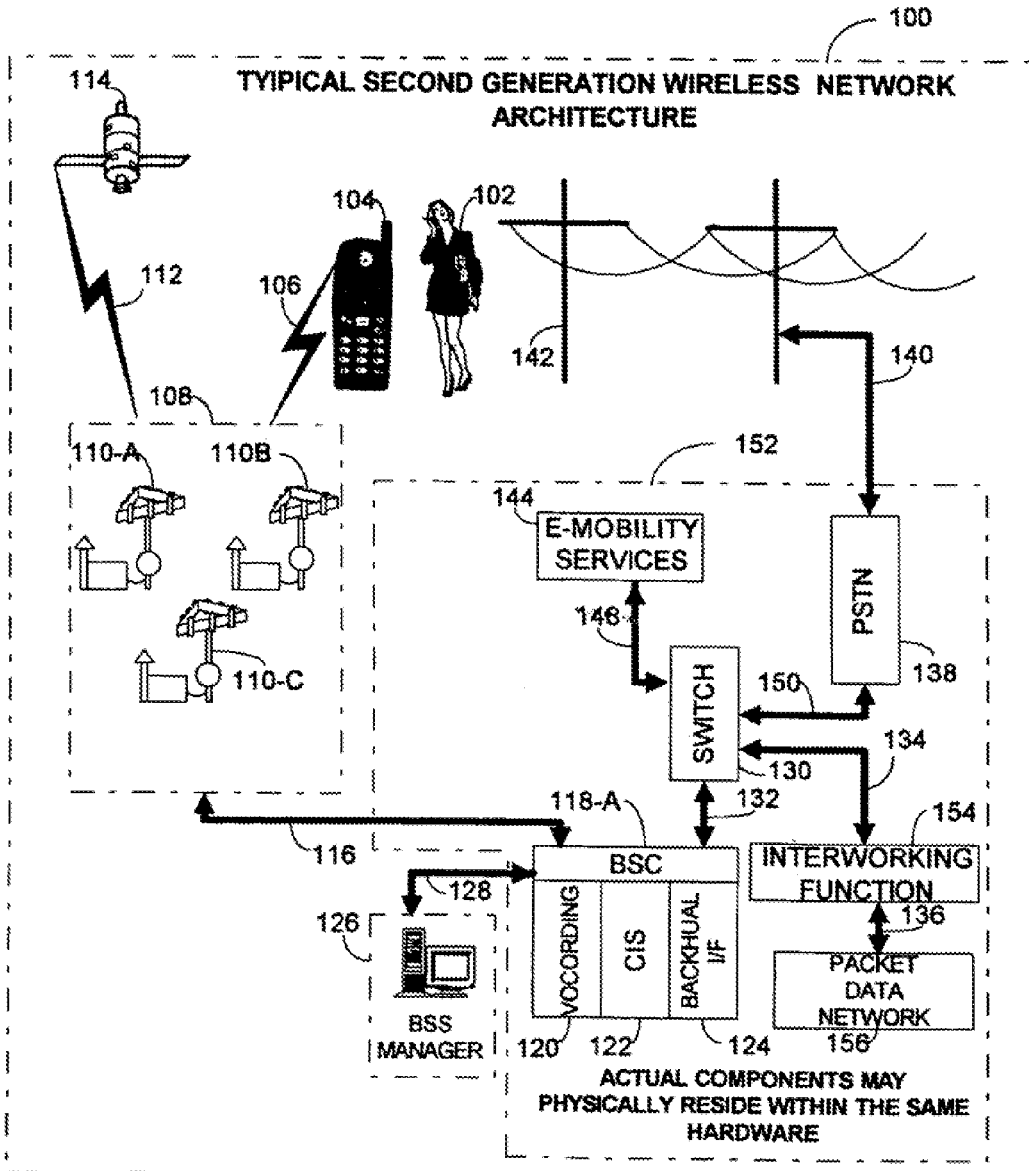 100
TYIPICAL SECOND GENERATION WIRELESS NETWORK
ARCHITECTURE
114
104
102
112
106
142
140
108
110-A
110B
110-C
152
144
E-MOBILITY
SERVICES
146
PSTN
138
SWITCH
150
130
134
118-A
132
154
116
BSC
INTERWORKING
FUNCTION
128
136
126
VOCORDING
CIS
BACKHUAL
I/F
PACKET
DATA
NETWORK
156
BSS
MANAGER
120
122
124
ACTUAL COMPONENTS MAY
PHYSICALLY RESIDE WITHIN THE SAME
HARDWARE